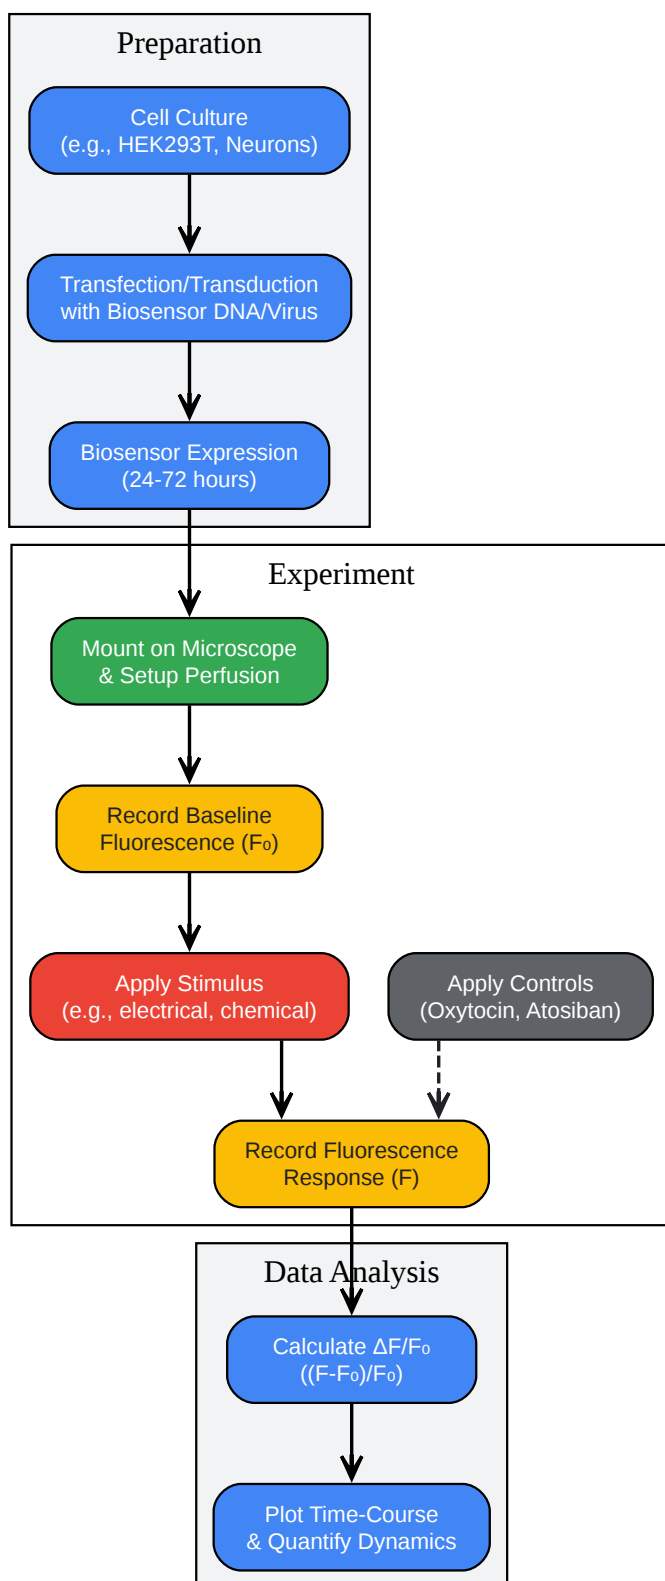 Preparation
Cell Culture
(e.g., HEK293T, Neurons)
Transfection/Transduction
with Biosensor DNA/Virus
Biosensor Expression
(24-72 hours)
Experiment
Mount on Microscope
& Setup Perfusion
Record Baseline
Fluorescence (F₀)
Apply Stimulus
(e.g., electrical, chemical)
Apply Controls
(Oxytocin, Atosiban)
Record Fluorescence
Response (F)
Data Analysis
Calculate ΔF/F₀
((F-F₀)/F₀)
Plot Time-Course
& Quantify Dynamics